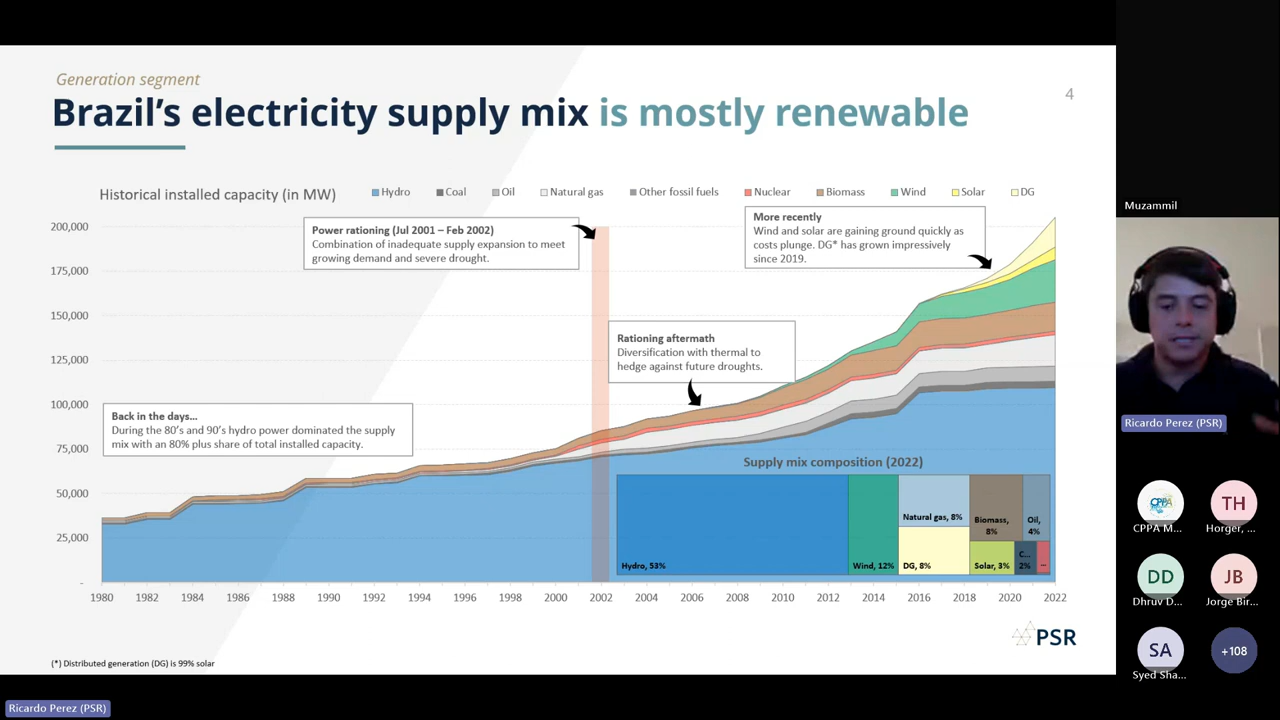 Generation segment
4
Brazil's electricity supply mix is mostly renewable
Historical installed capacity (in MW)
Hydro
Coal
Oil
Natural gas
Other fossil fuels
Nuclear
Biomass
Wind
Solar
DG
200,000
175,000
150,000
125,000
100,000
75,000
50,000
25,000
-
Power rationing (Jul 2001 – Feb 2002)
Combination of inadequate supply expansion to meet
growing demand and severe drought.
More recently
Wind and solar are gaining ground quickly as
costs plunge. DG* has grown impressively
since 2019.
Rationing aftermath
Diversification with thermal to
hedge against future droughts.
Back in the days...
During the 80's and 90's hydro power dominated the supply
mix with an 80% plus share of total installed capacity.
Supply mix composition (2022)
Hydro, 53%
Wind, 12%
Natural gas, 8%
DG, 8%
Biomass,
8%
Oil,
4%
Solar, 3%
C...
2%
...
1980
1982
1984
1986
1988
1990
1992
1994
1996
1998
2000
2002
2004
2006
2008
2010
2012
2014
2016
2018
2020
2022
PSR
(*) Distributed generation (DG) is 99% solar
Ricardo Perez (PSR)
Muzammil
Ricardo Perez (PSR)
CPPA
CPPA M...
TH
Horger, ...
DD
Dhruv D...
JB
Jorge Bir...
SA
Syed Sha...
+108